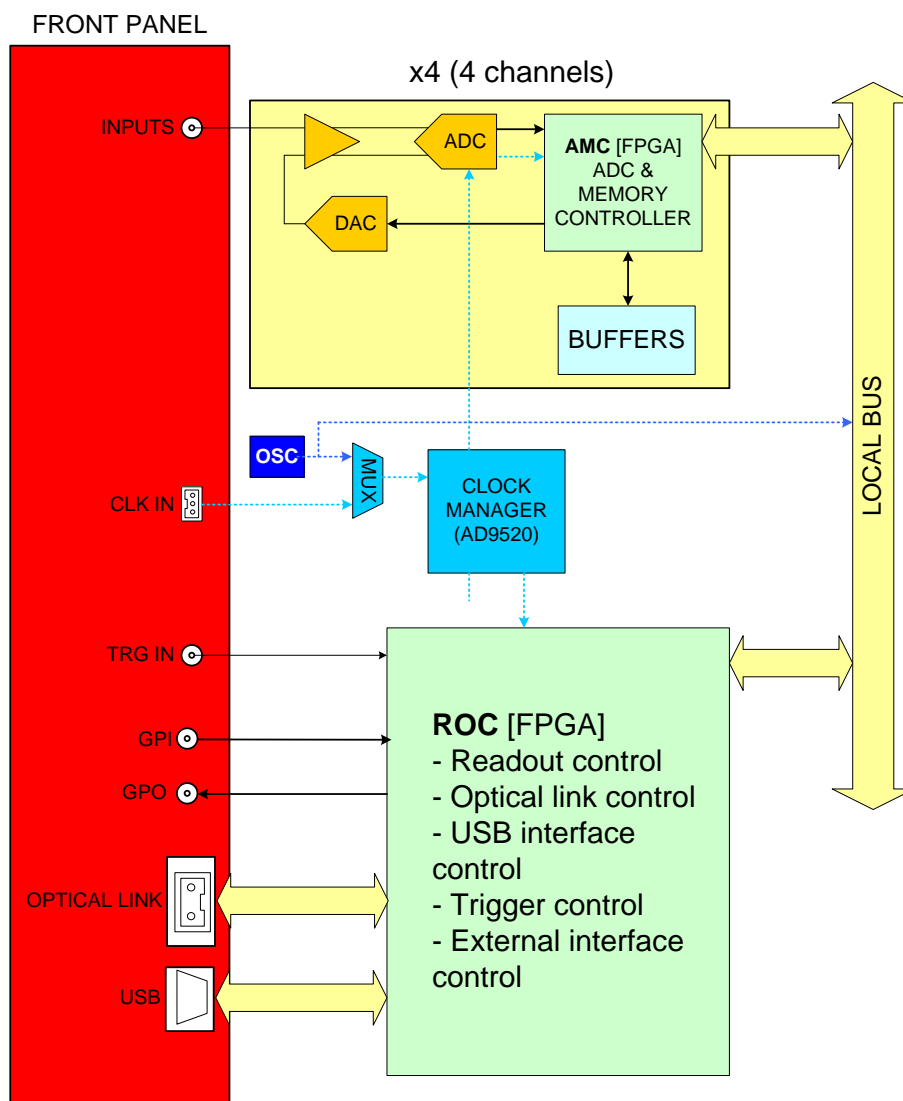 FRONT PANEL
x4 (4 channels)
INPUTS
ADC
AMC [FPGA]
ADC &
MEMORY
CONTROLLER
DAC
BUFFERS
LOCAL BUS
OSC
MUX
CLK IN
CLOCK
MANAGER
(AD9520)
TRG IN
GPI
GPO
OPTICAL LINK
USB
ROC [FPGA]
- Readout control
- Optical link control
- USB interface
control
- Trigger control
- External interface
control